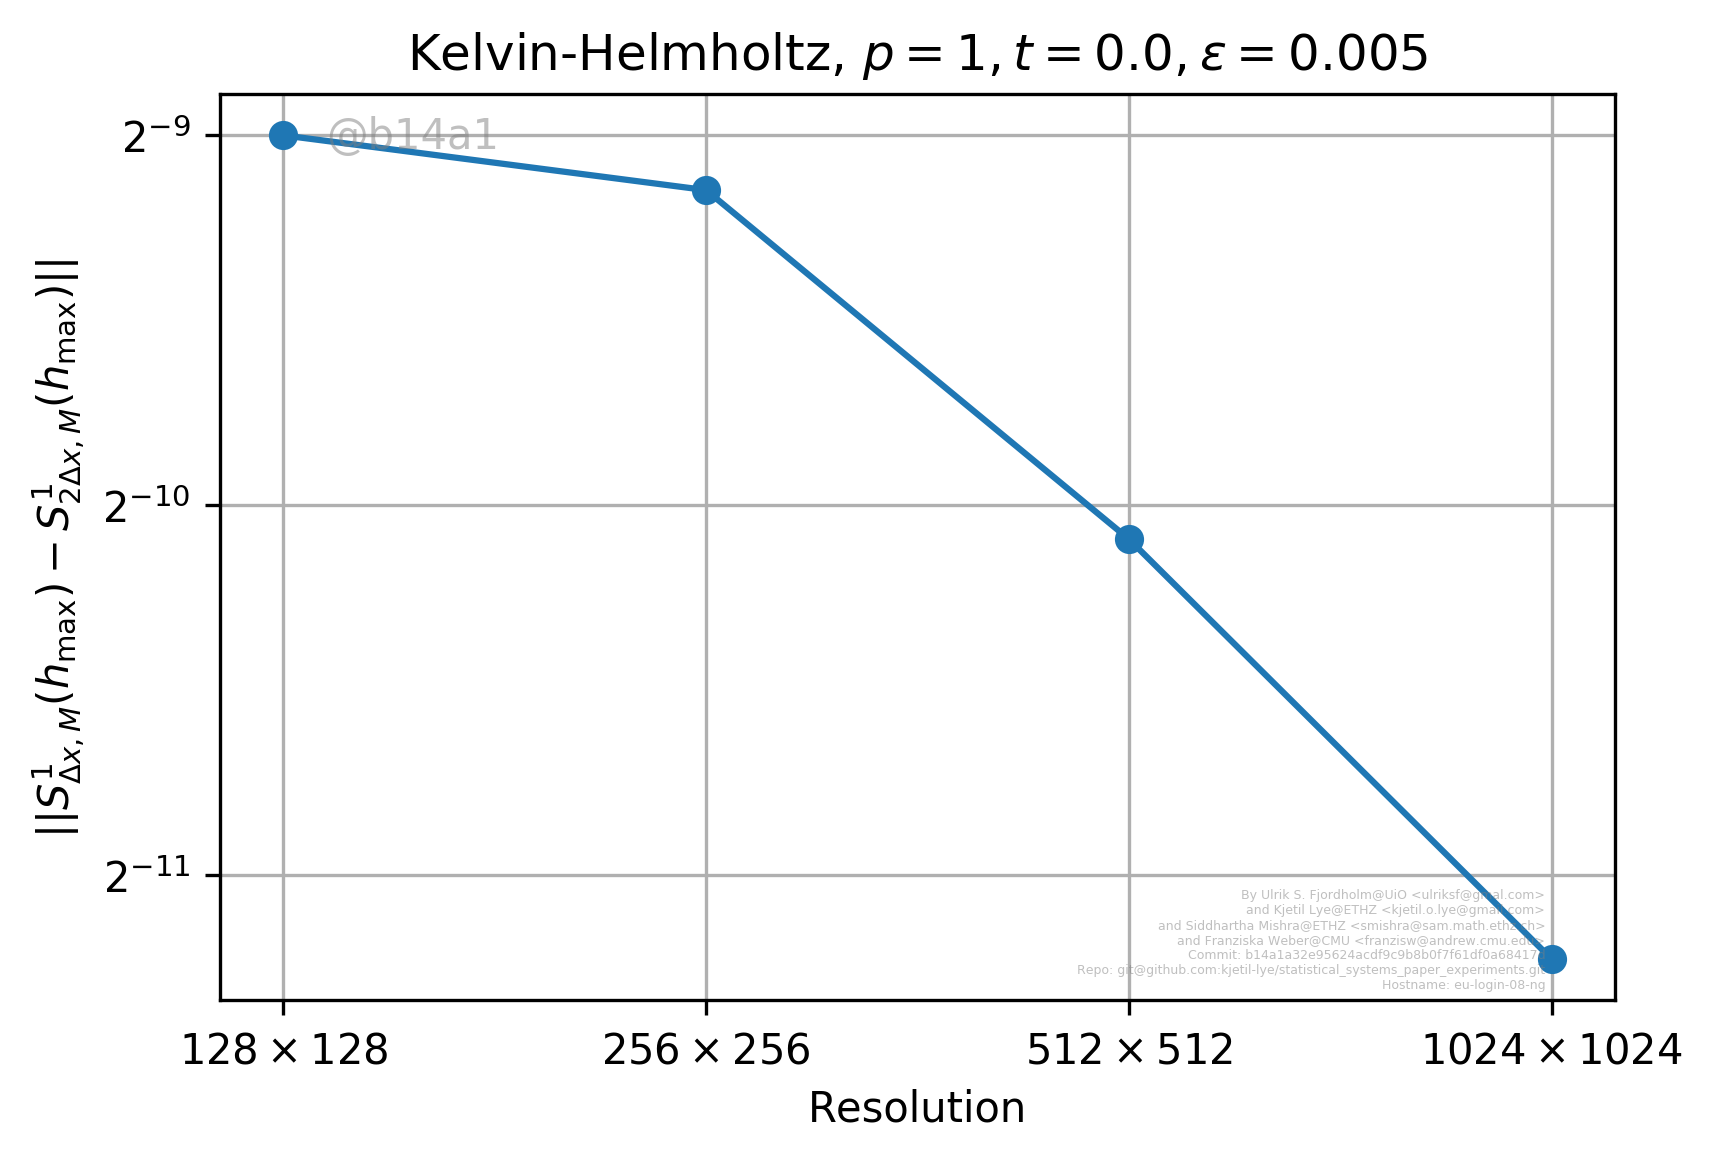 Kelvin-Helmholtz, p = 1, t = 0.0, ε = 0.005
@b14a1
2⁻⁹
2⁻¹⁰
2⁻¹¹
||S¹_{Δx, M}(h_max) − S¹_{2Δx, M}(h_max)||
By Ulrik S. Fjordholm@UiO <ulriksf@gmail.com>
and Kjetil Lye@ETHZ <kjetil.o.lye@gmail.com>
and Siddhartha Mishra@ETHZ <smishra@sam.math.ethz.ch>
and Franziska Weber@CMU <franzisw@andrew.cmu.edu>
Commit:
Repo: git@github.com:kjetil-lye/statistical_systems_paper_experiments.git
Hostname: eu-login-08-ng
128 × 128
256 × 256
512 × 512
1024 × 1024
Resolution